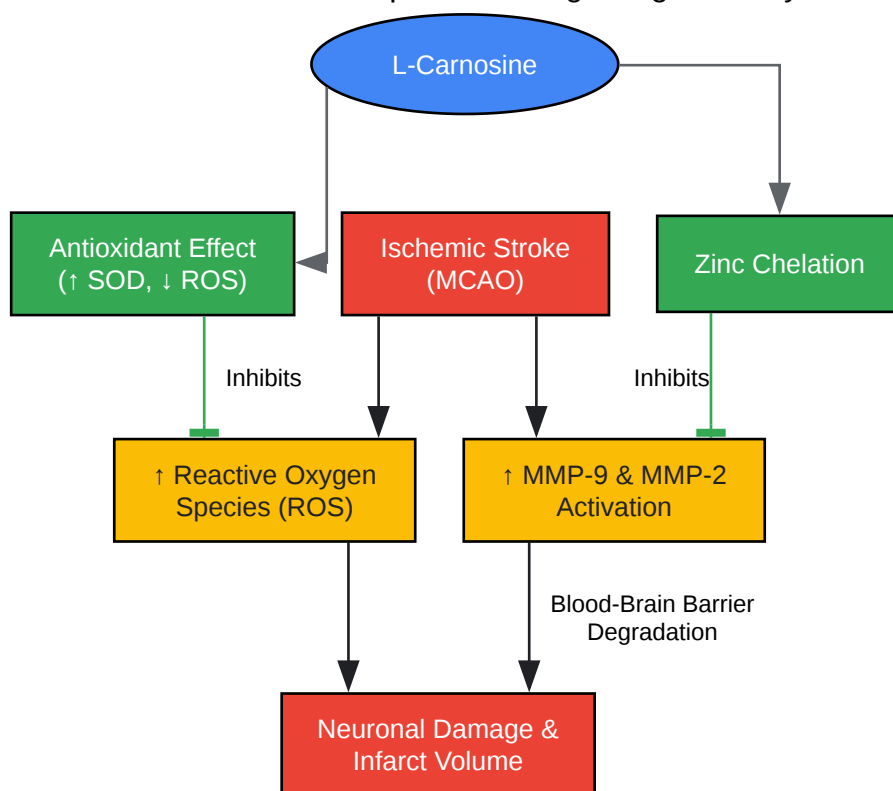 L-Carnosine
Antioxidant Effect
(↑ SOD, ↓ ROS)
Ischemic Stroke
(MCAO)
Zinc Chelation
Inhibits
Inhibits
↑ Reactive Oxygen
Species (ROS)
↑ MMP-9 & MMP-2
Activation
Blood-Brain Barrier
Degradation
Neuronal Damage &
Infarct Volume